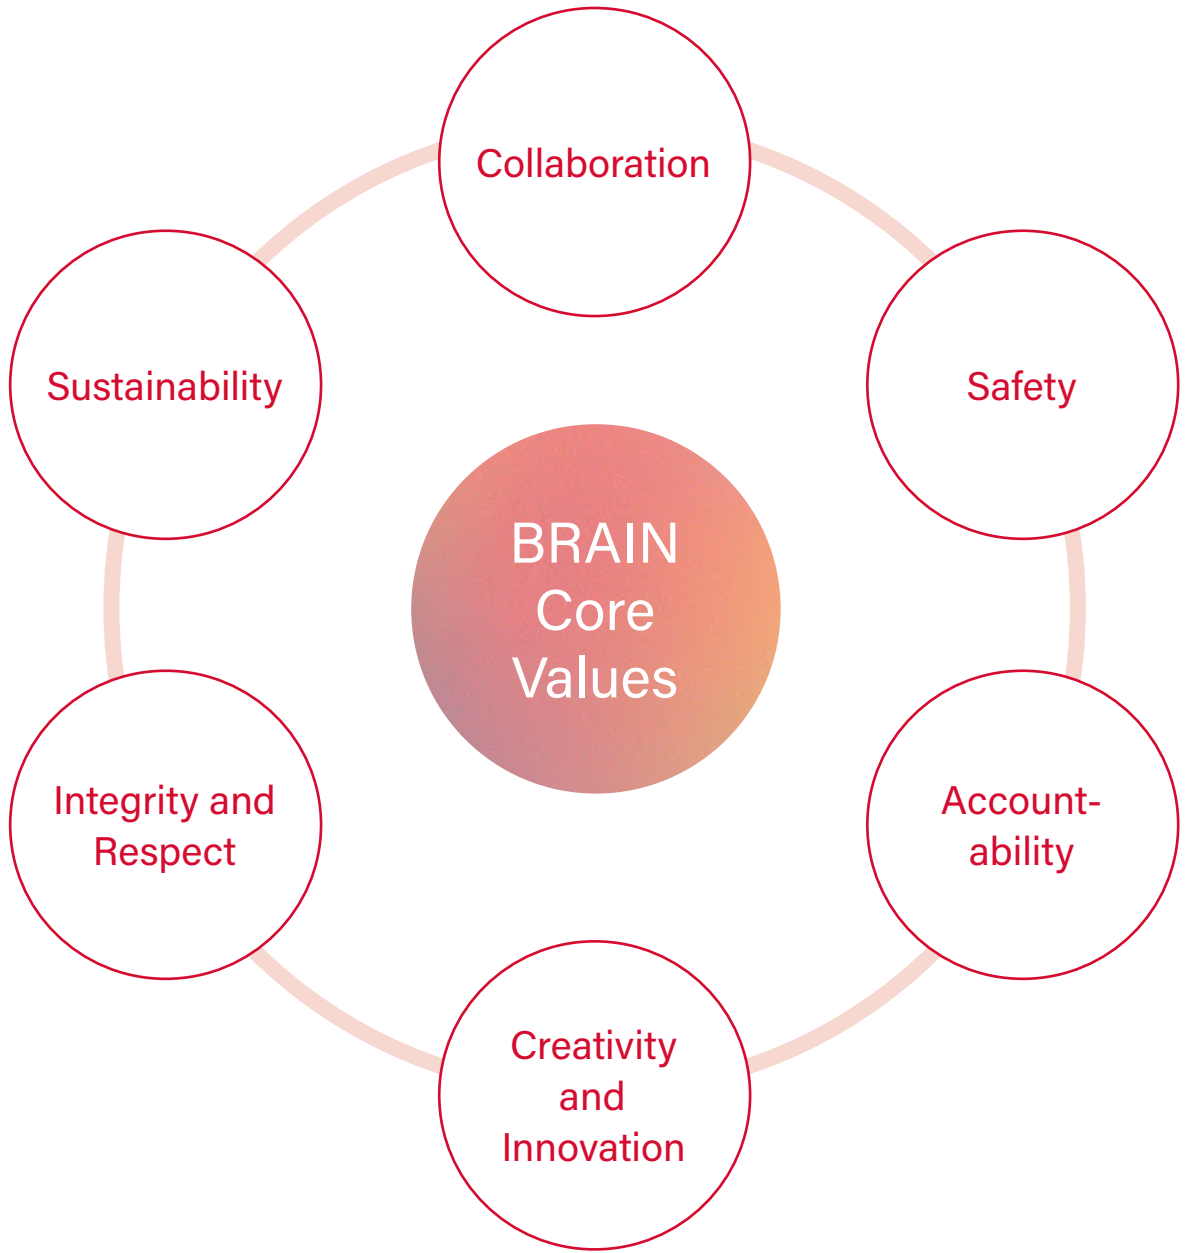 Collaboration
Sustainability
Safety
BRAIN
Core
Values
Integrity and
Respect
Account-
ability
Creativity
and
Innovation